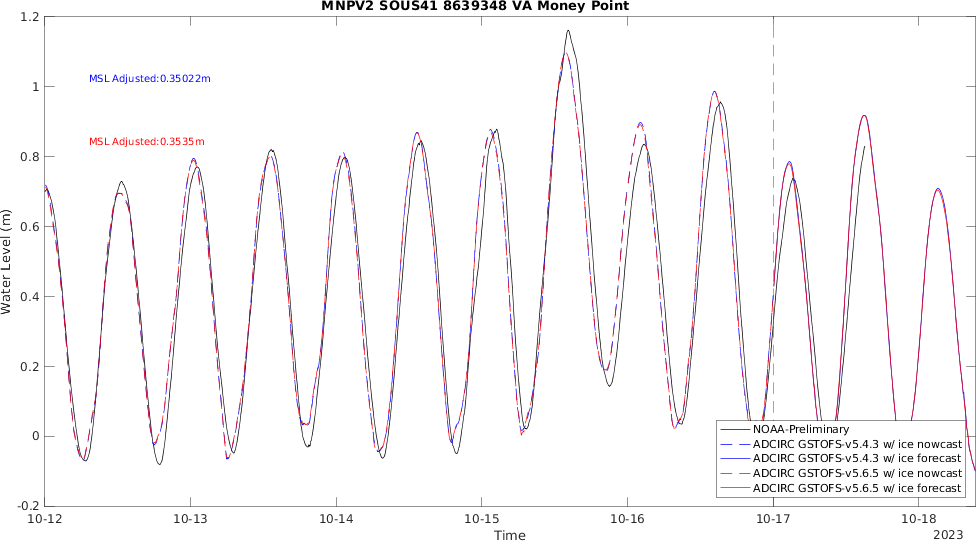 MNPV2 SOUS41 8639348 VA Money Point
1.2
1
0.8
0.6
0.4
0.2
0
-0.2
Water Level (m)
MSL Adjusted:0.35022m
MSL Adjusted:0.3535m
NOAA-Preliminary
ADCIRC GSTOFS-v5.4.3 w/ ice nowcast
ADCIRC GSTOFS-v5.4.3 w/ ice forecast
ADCIRC GSTOFS-v5.6.5 w/ ice nowcast
ADCIRC GSTOFS-v5.6.5 w/ ice forecast
10-12 10-13 10-14 10-15 10-16 10-17 10-18
Time
2023